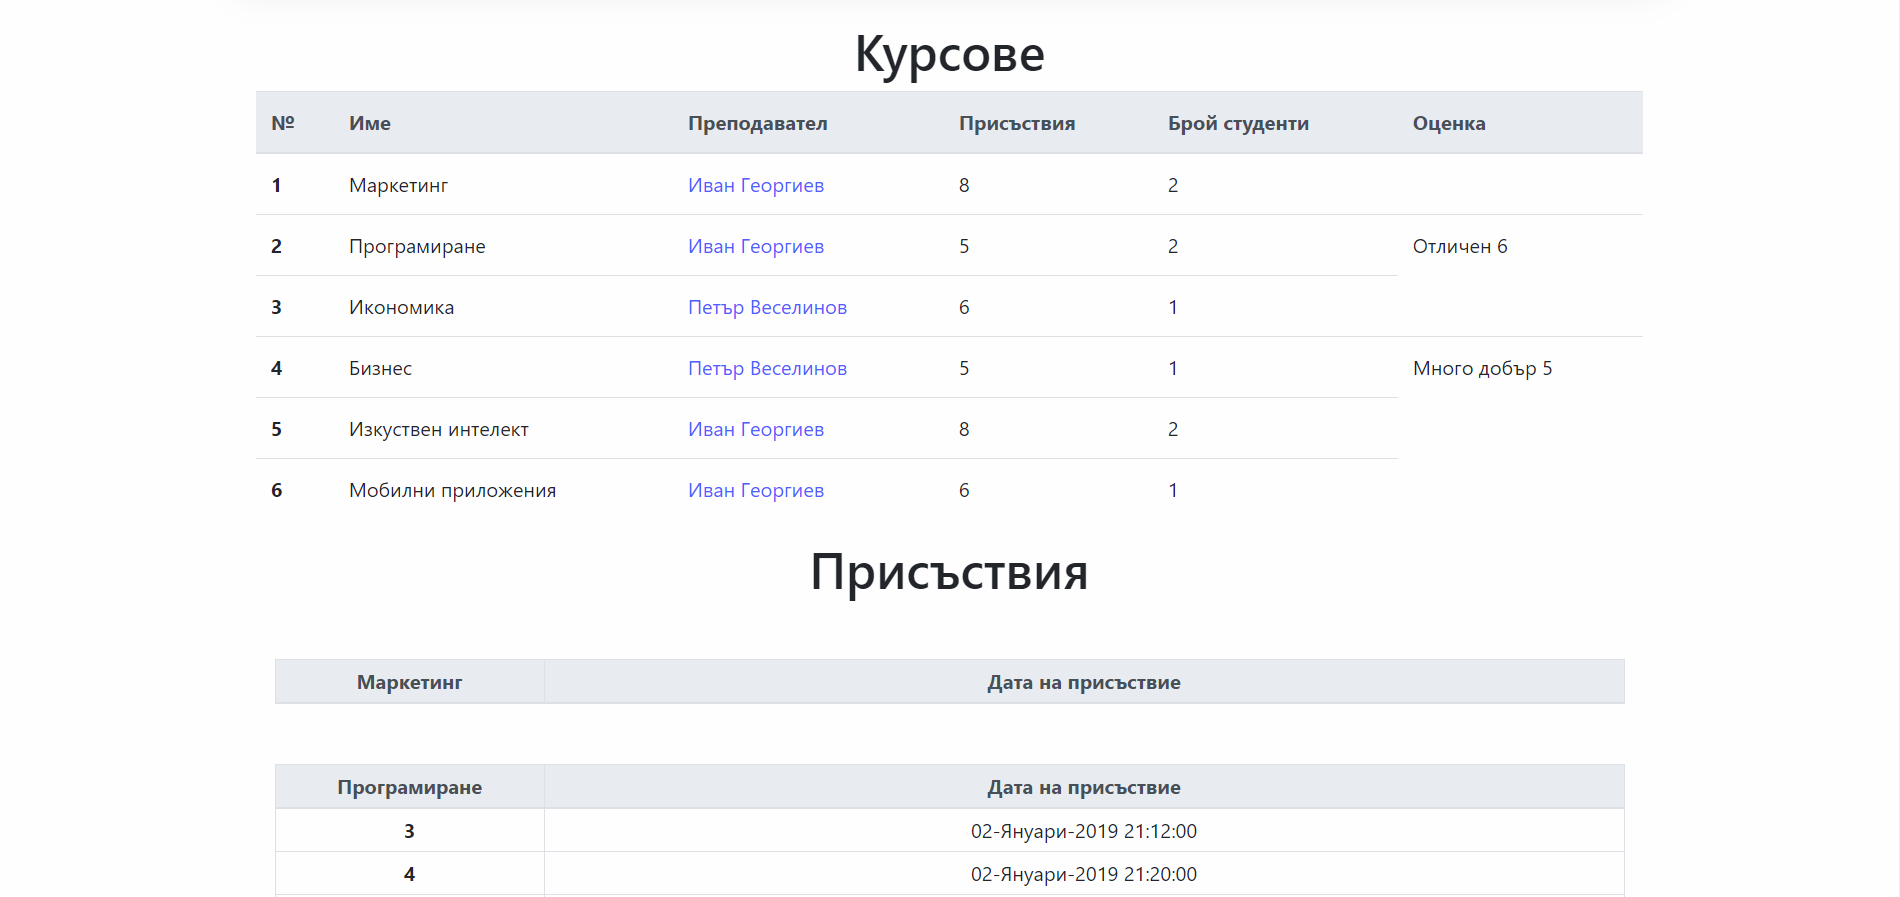 Курсове
№ Име Преподавател Присъствия Брой студенти Оценка
1 Маркетинг Иван Георгиев 8 2
2 Програмиране Иван Георгиев 5 2 Отличен 6
3 Икономика Петър Веселинов 6 1
4 Бизнес Петър Веселинов 5 1 Много добър 5
5 Изкуствен интелект Иван Георгиев 8 2
6 Мобилни приложения Иван Георгиев 6 1
Присъствия
Маркетинг Дата на присъствие
Програмиране Дата на присъствие
3 02-Януари-2019 21:12:00
4 02-Януари-2019 21:20:00